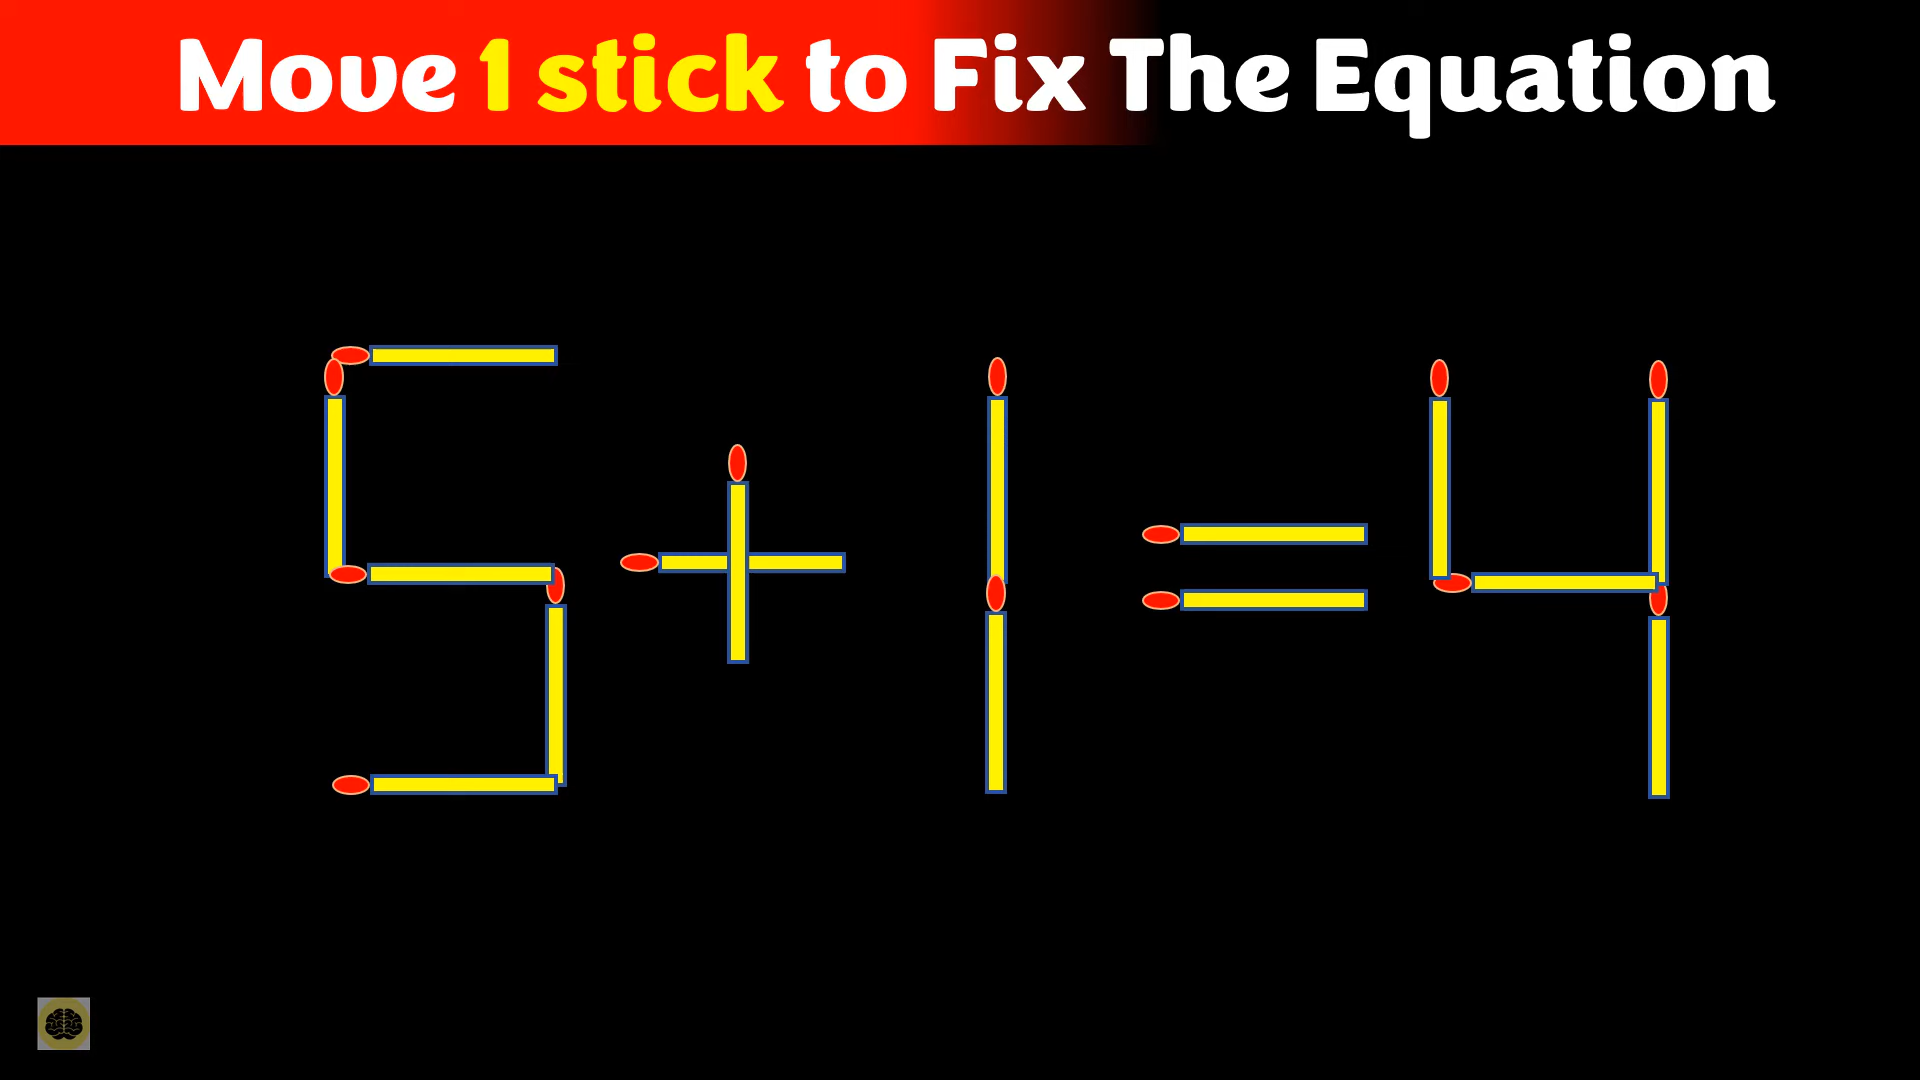 Move 1 stick to Fix The Equation
5 + 1 = 4